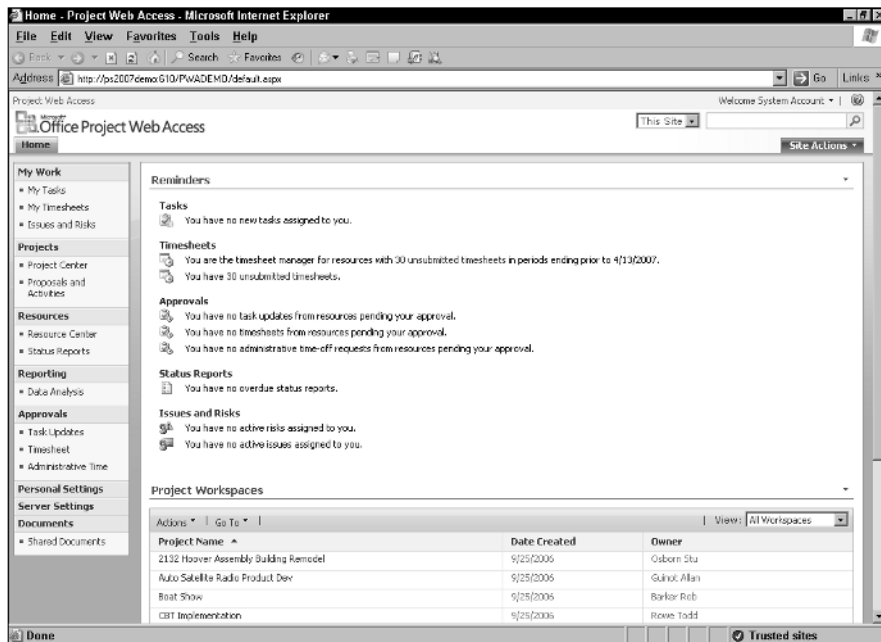 Home - Project Web Access - Microsoft Internet Explorer
File Edit View Favorites Tools Help
Back Search Favorites
Address http://ps2007demo:610/PWADEMO/default.aspx Go Links »
Project Web Access Welcome System Account
Microsoft
Office Project Web Access This Site
Home Site Actions
My Work
My Tasks
My Timesheets
Issues and Risks
Projects
Project Center
Proposals and
Activities
Resources
Resource Center
Status Reports
Reporting
Data Analysis
Approvals
Task Updates
Timesheet
Administrative Time
Personal Settings
Server Settings
Documents
Shared Documents
Reminders
Tasks
You have no new tasks assigned to you.
Timesheets
You are the timesheet manager for resources with 30 unsubmitted timesheets in periods ending prior to 4/13/2007.
You have 30 unsubmitted timesheets.
Approvals
You have no task updates from resources pending your approval.
You have no timesheets from resources pending your approval.
You have no administrative time-off requests from resources pending your approval.
Status Reports
You have no overdue status reports.
Issues and Risks
You have no active risks assigned to you.
You have no active issues assigned to you.
Project Workspaces
Actions | Go To | | View: All Workspaces
Project Name Date Created Owner
2132 Hoover Assembly Building Remodel 9/25/2006 Osborn Stu
Auto Satellite Radio Product Dev 9/25/2006 Guinot Allan
Boat Show 9/25/2006 Barker Rob
CBT Implementation 9/25/2006 Rowe Todd
Done Trusted sites